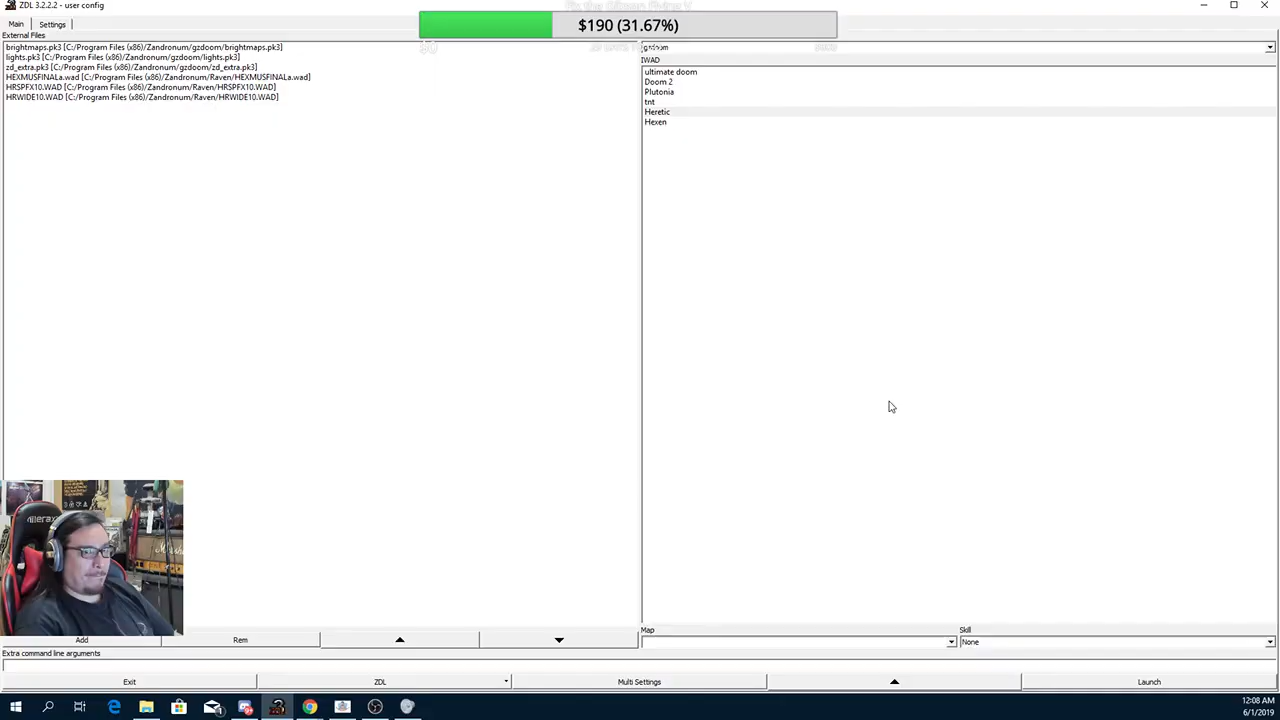 ZDL 3.2.2.2 - user config
$190 (31.67%)
Main
Settings
External Files
brightmaps.pk3 [C:/Program Files (x86)/Zandronum/gzdoom/brightmaps.pk3]
lights.pk3 [C:/Program Files (x86)/Zandronum/gzdoom/lights.pk3]
zd_extra.pk3 [C:/Program Files (x86)/Zandronum/gzdoom/zd_extra.pk3]
HEXMUSFINALa.wad [C:/Program Files (x86)/Zandronum/Raven/HEXMUSFINALa.wad]
HRSPFX10.WAD [C:/Program Files (x86)/Zandronum/Raven/HRSPFX10.WAD]
HRWIDE10.WAD [C:/Program Files (x86)/Zandronum/Raven/HRWIDE10.WAD]
gzdoom
IWAD
ultimate doom
Doom 2
Plutonia
tnt
Heretic
Hexen
Add
Rem
Map
Skill
None
Extra command line arguments
Exit
ZDL
Multi Settings
Launch
12:08 AM
6/1/2019